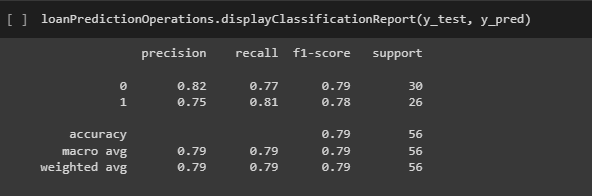 [ ] loanPredictionOperations.displayClassificationReport(y_test, y_pred)
precision recall f1-score support
0 0.82 0.77 0.79 30
1 0.75 0.81 0.78 26
accuracy 0.79 56
macro avg 0.79 0.79 0.79 56
weighted avg 0.79 0.79 0.79 56